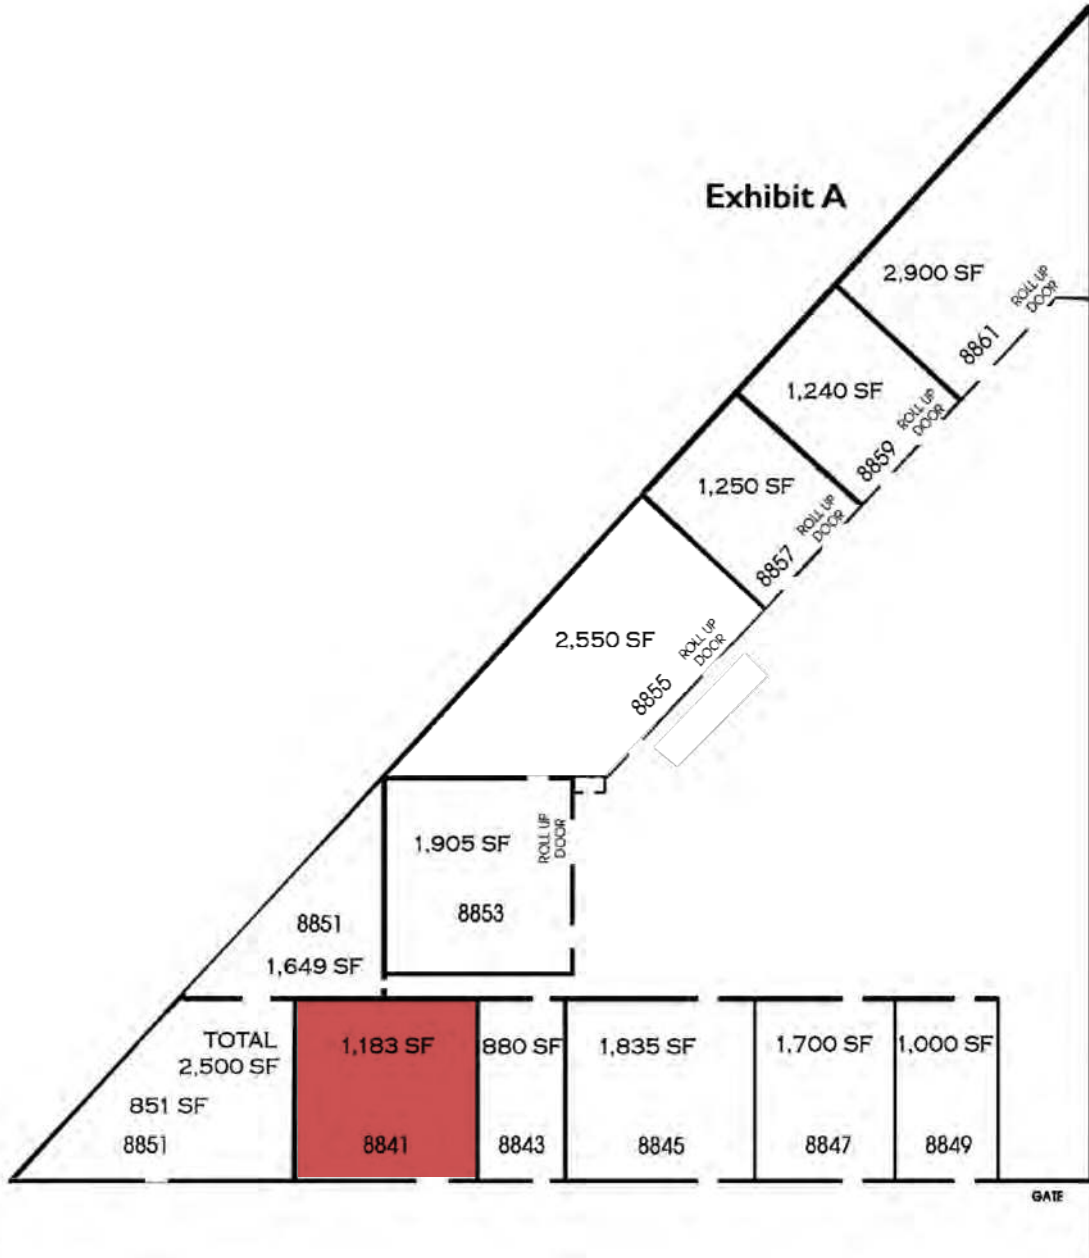 Exhibit A
2,900 SF
ROLL UP
DOOR
8861
1,240 SF
ROLL UP
DOOR
8859
1,250 SF
ROLL UP
DOOR
8857
2,550 SF
ROLL UP
DOOR
8855
1,905 SF
ROLL UP
DOOR
8853
8851
1,649 SF
TOTAL
2,500 SF
851 SF
8851
1,183 SF
8841
880 SF
8843
1,835 SF
8845
1,700 SF
8847
1,000 SF
8849
GATE